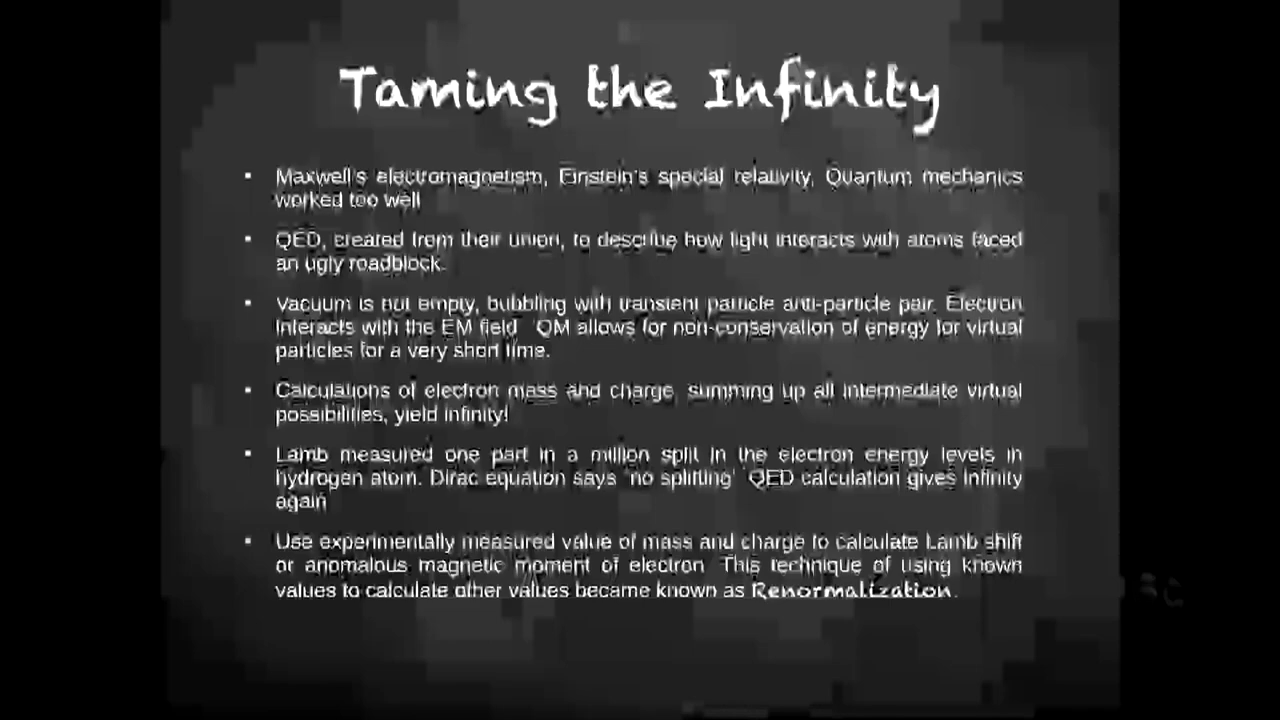 Taming the Infinity
▪ Maxwell's electromagnetism, Einstein's special relativity, Quantum mechanics
worked too well
▪ QED, created from their union, to describe how light interacts with atoms faced
an ugly roadblock.
▪ Vacuum is not empty, bubbling with transient particle anti-particle pair. Electron
interacts with the EM field QM allows for non-conservation of energy for virtual
particles for a very short time.
▪ Calculations of electron mass and charge, summing up all intermediate virtual
possibilities, yield infinity!
▪ Lamb measured one part in a million split in the electron energy levels in
hydrogen atom. Dirac equation says 'no splitting' QED calculation gives infinity
again
▪ Use experimentally measured value of mass and charge to calculate Lamb shift
or anomalous magnetic moment of electron This technique of using known
values to calculate other values became known as Renormalization.